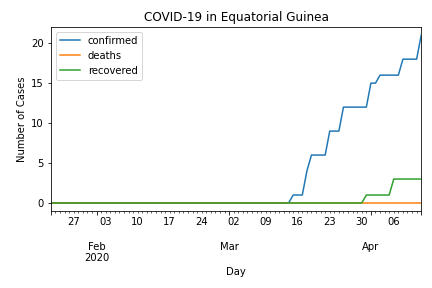 COVID-19 in Equatorial Guinea
confirmed
deaths
recovered
Number of Cases
20
15
10
5
0
27 03 10 17 24 02 09 16 23 30 06
Feb Mar Apr
2020
Day